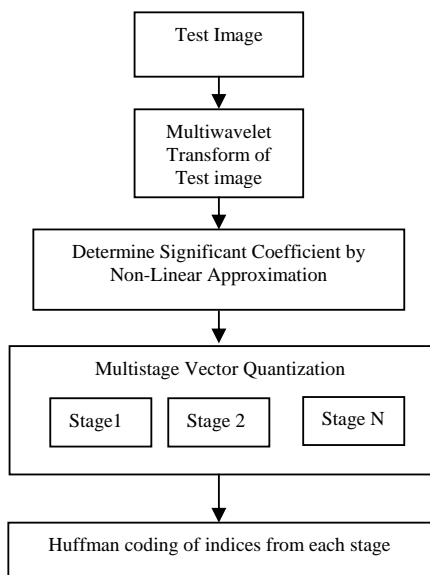 Test Image
Multiwavelet
Transform of
Test image
Determine Significant Coefficient by
Non-Linear Approximation
Multistage Vector Quantization
Stage1 Stage 2 Stage N
Huffman coding of indices from each stage